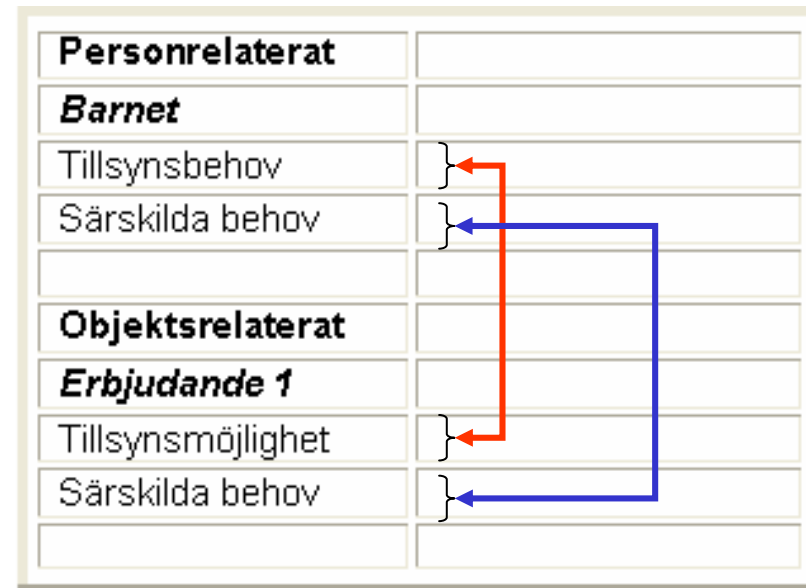 Personrelaterat
Barnet
Tillsynsbehov
Särskilda behov
Objektsrelaterat
Erbjudande 1
Tillsynsmöjlighet
Särskilda behov